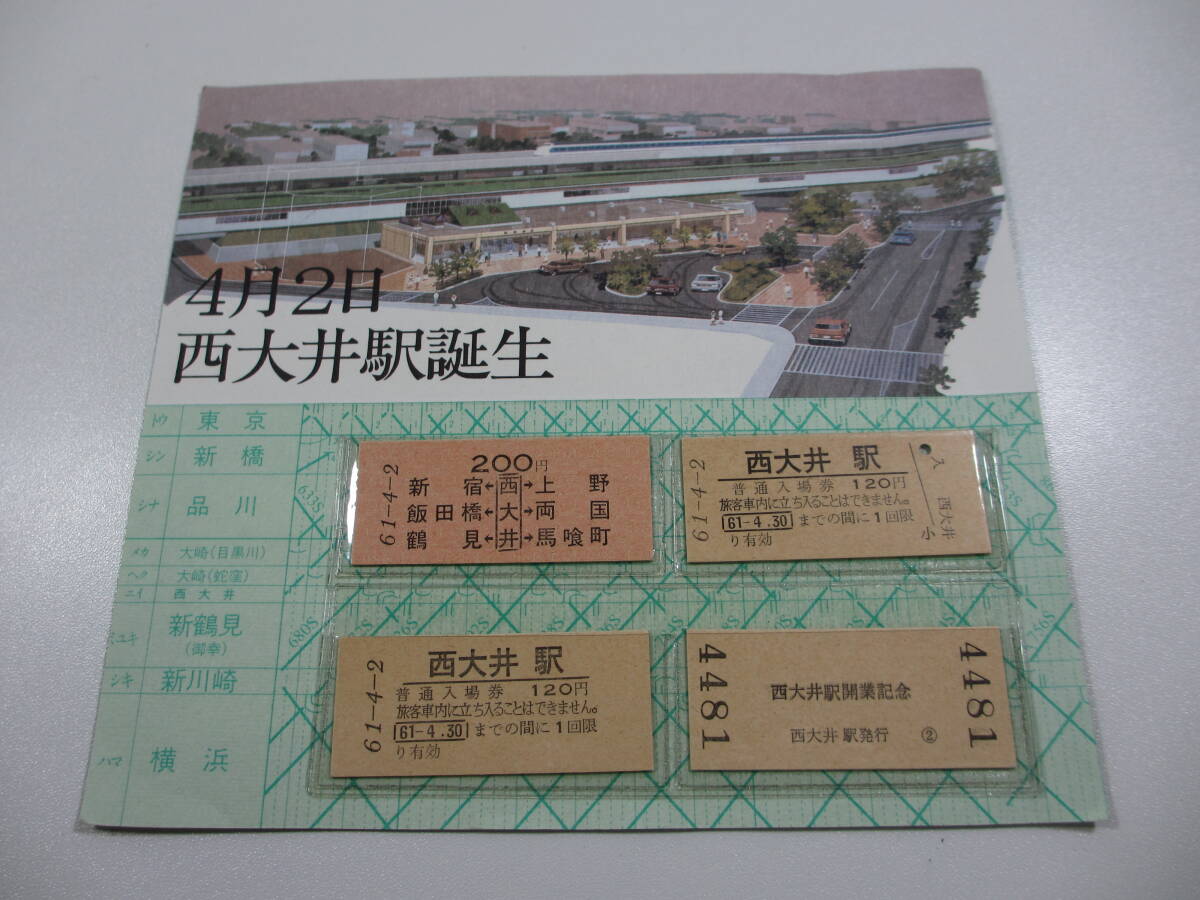 4月2日
西大井駅誕生
トウ 東京
シン 新橋
シナ 品川
メカ 大崎(目黒川)
ヘク 大崎(蛇窪)
ニイ 西大井
ミユキ 新鶴見
(御幸)
シキ 新川崎
ハマ 横浜
633S
680S
756S
61-4-2
200円
新宿←西→上野
飯田橋←大→両国
鶴見←井→馬喰町
61-4-2
西大井駅
普通入場券 120円
旅客車内に立ち入ることはできません。
61-4.30 までの間に1回限
り有効
入
西大井
小
61-4-2
西大井駅
普通入場券 120円
旅客車内に立ち入ることはできません。
61-4.30 までの間に1回限
り有効
4481
西大井駅開業記念
西大井駅発行 ②
4481